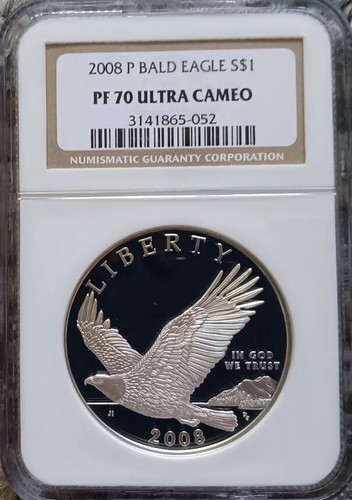 2008 P BALD EAGLE S$1
PF 70 ULTRA CAMEO
3141865-052
NUMISMATIC GUARANTY CORPORATION
LIBERTY
IN GOD
WE TRUST
JI
2008